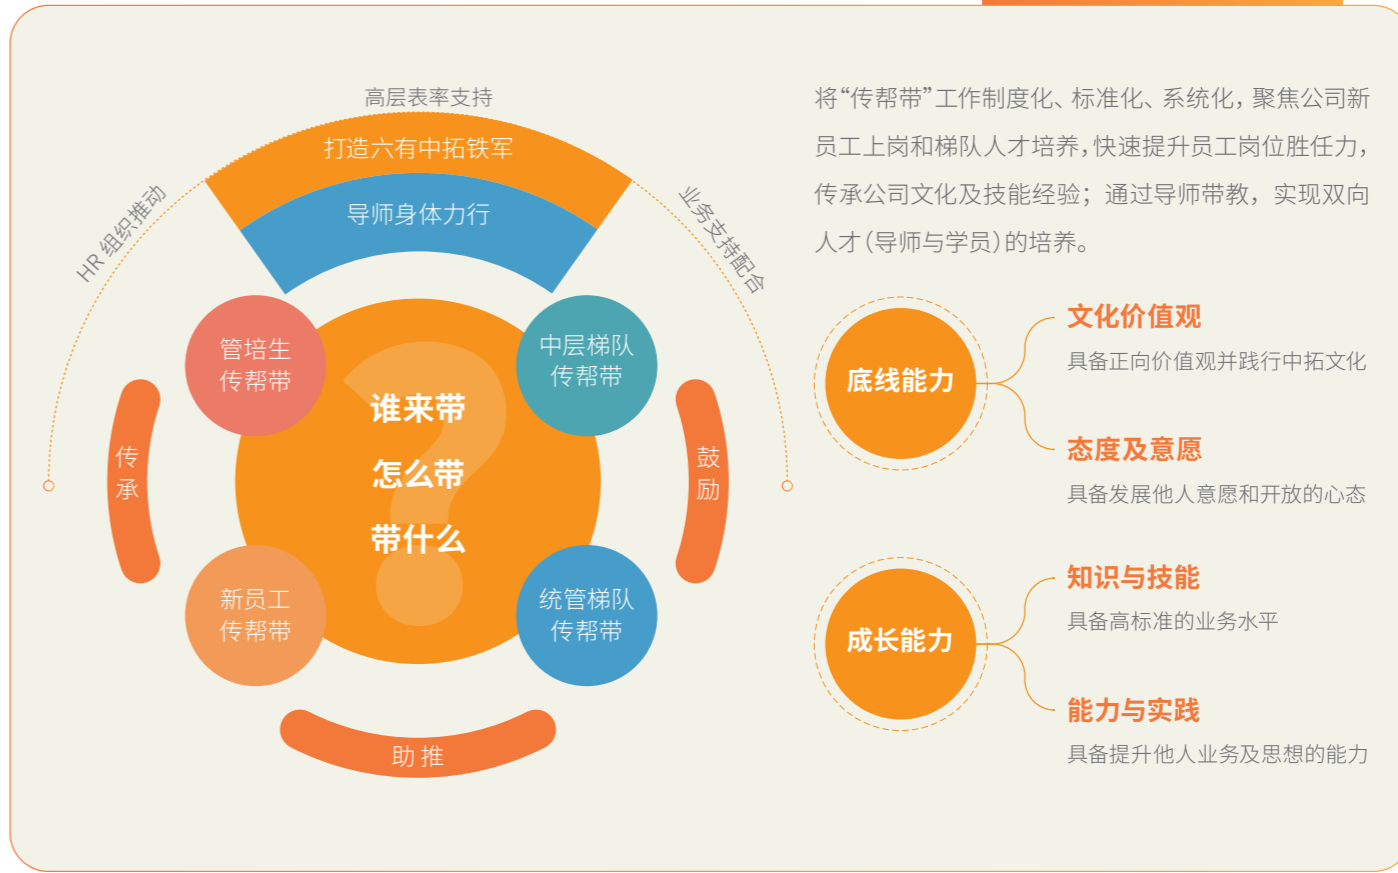 高层表率支持
打造六有中拓铁军
导师身体力行
HR 组织推动
业务支持配合
管培生
传帮带
中层梯队
传帮带
谁来带
怎么带
带什么
传承
鼓励
新员工
传帮带
统管梯队
传帮带
助推
将“传帮带”工作制度化、标准化、系统化，聚焦公司新
员工上岗和梯队人才培养，快速提升员工岗位胜任力，
传承公司文化及技能经验；通过导师带教，实现双向
人才（导师与学员）的培养。
底线能力
文化价值观
具备正向价值观并践行中拓文化
态度及意愿
具备发展他人意愿和开放的心态
成长能力
知识与技能
具备高标准的业务水平
能力与实践
具备提升他人业务及思想的能力